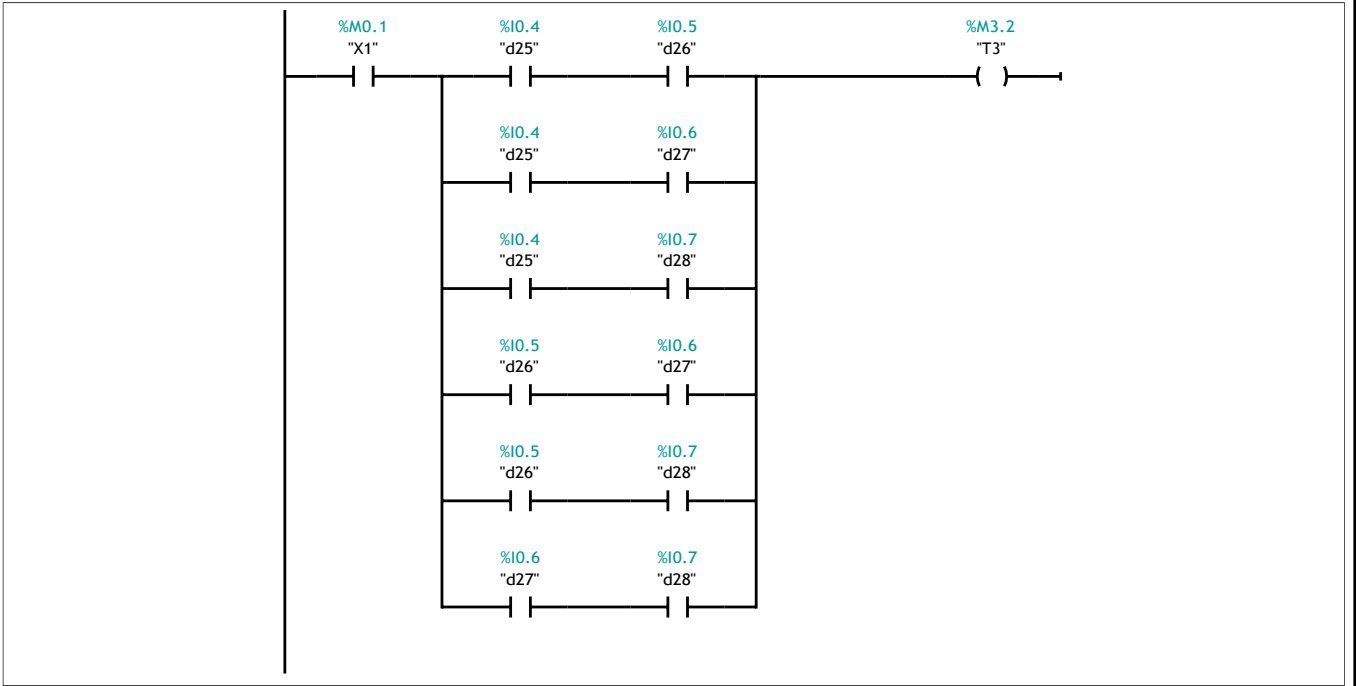 %M0.1 %I0.4 %I0.5 %M3.2
"X1" "d25" "d26" "T3"
%I0.4 %I0.6
"d25" "d27"
%I0.4 %I0.7
"d25" "d28"
%I0.5 %I0.6
"d26" "d27"
%I0.5 %I0.7
"d26" "d28"
%I0.6 %I0.7
"d27" "d28"